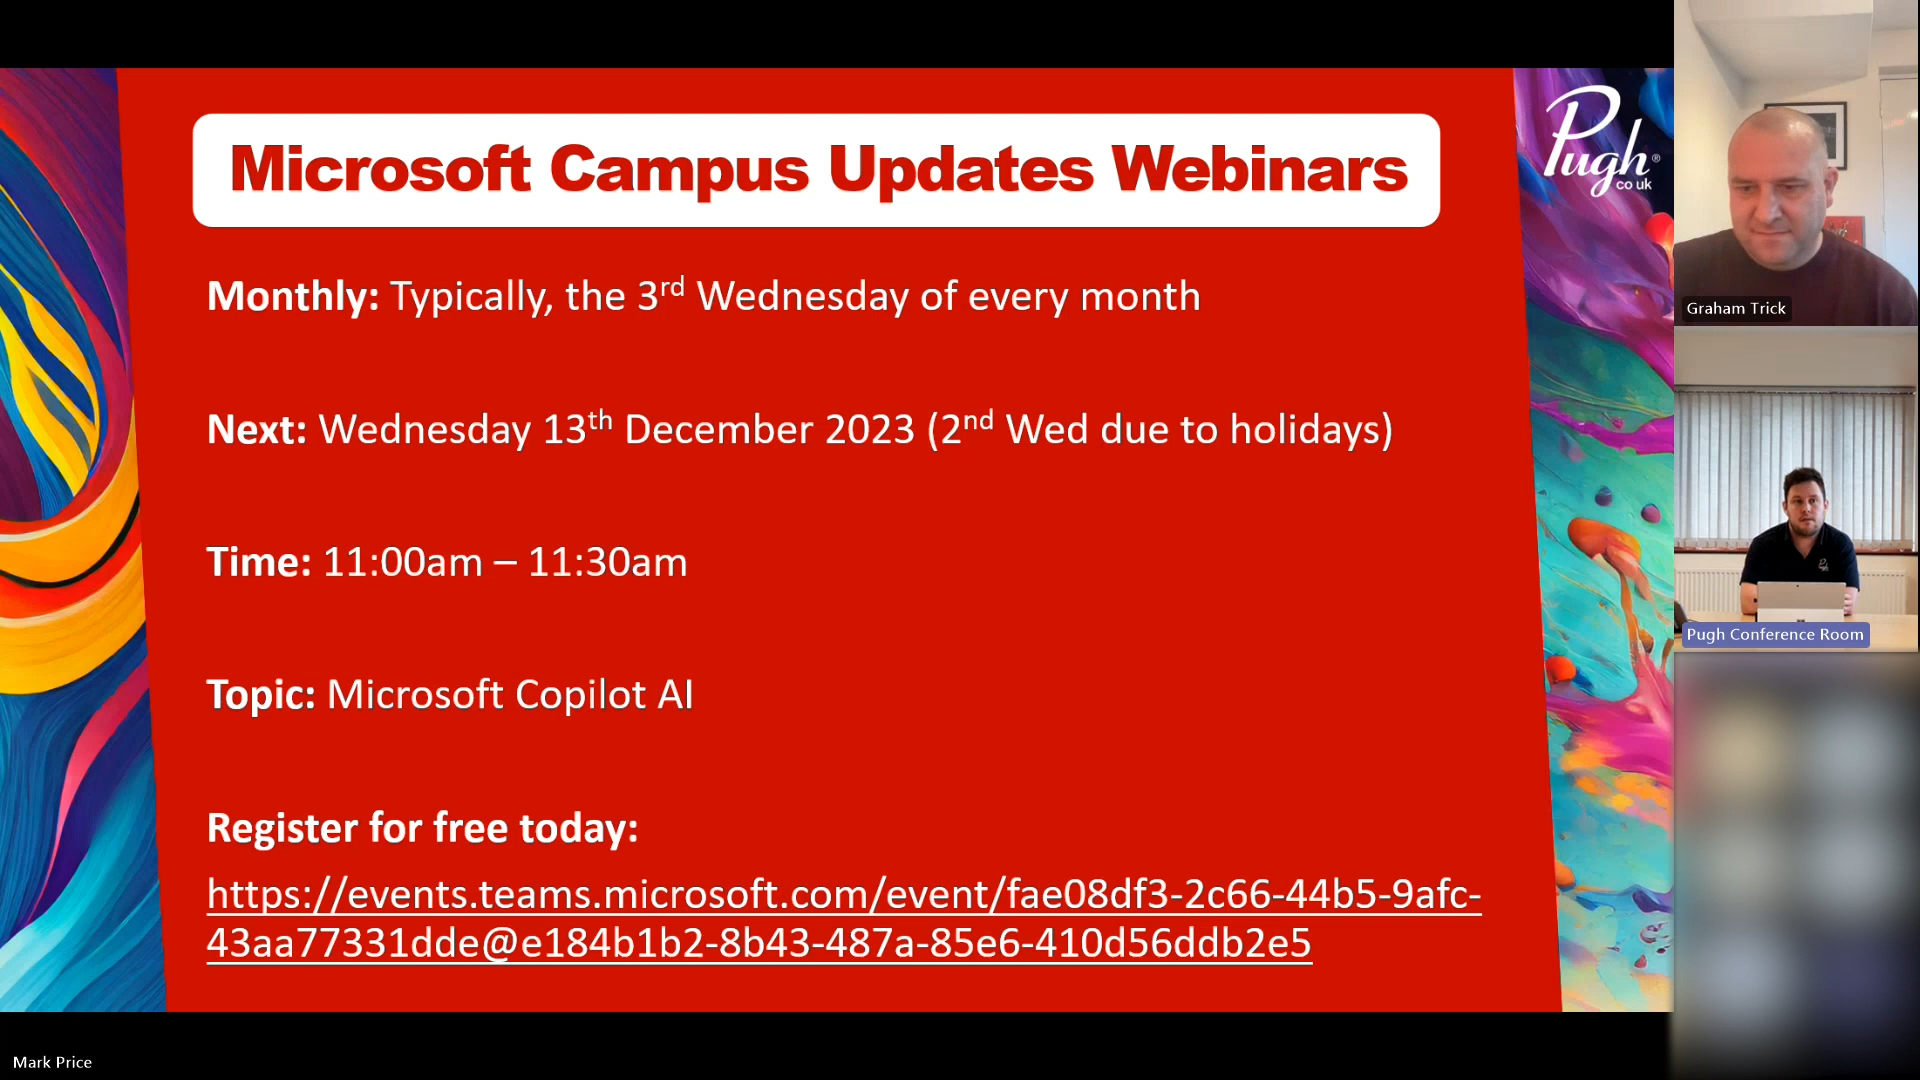 Microsoft Campus Updates Webinars
Pugh®
co uk
Monthly: Typically, the 3rd Wednesday of every month
Next: Wednesday 13th December 2023 (2nd Wed due to holidays)
Time: 11:00am – 11:30am
Topic: Microsoft Copilot AI
Register for free today:
https://events.teams.microsoft.com/event/fae08df3-2c66-44b5-9afc-
43aa77331dde@e184b1b2-8b43-487a-85e6-410d56ddb2e5
Graham Trick
Pugh Conference Room
Mark Price